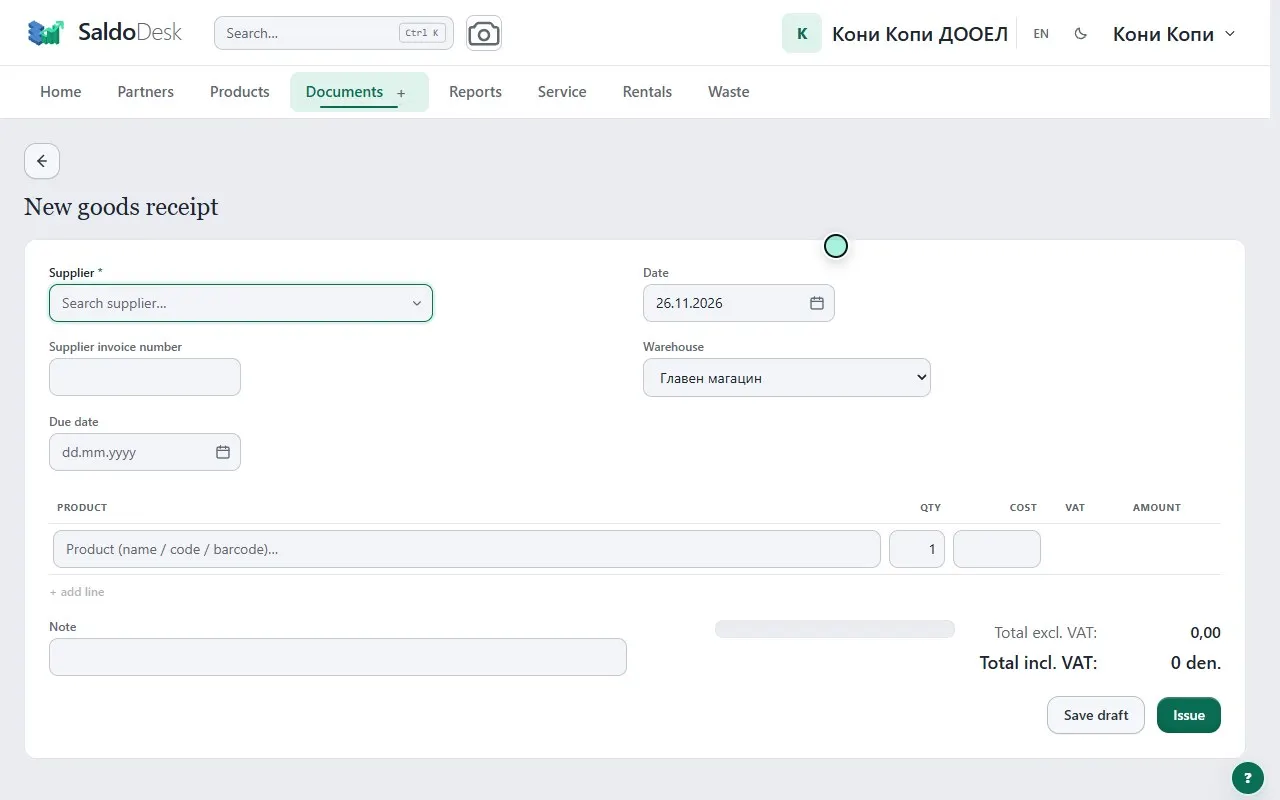 SaldoDesk
Search...
Ctrl K
K
Кони Копи ДООЕЛ
EN
Кони Копи
Home
Partners
Products
Documents +
Reports
Service
Rentals
Waste
New goods receipt
Supplier *
Date
Search supplier...
26.11.2026
Supplier invoice number
Warehouse
Главен магацин
Due date
dd.mm.yyyy
PRODUCT QTY COST VAT AMOUNT
Product (name / code / barcode)... 1
+ add line
Note
Total excl. VAT: 0,00
Total incl. VAT: 0 den.
Save draft
Issue
?